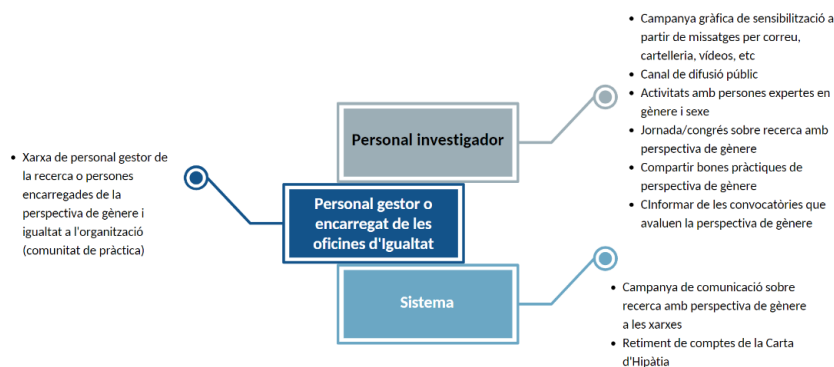 • Campanya gràfica de sensibilització a
partir de missatges per correu,
cartelleria, vídeos, etc
• Canal de difusió públic
• Activitats amb persones expertes en
gènere i sexe
• Jornada/congrés sobre recerca amb
perspectiva de gènere
• Compartir bones pràctiques de
perspectiva de gènere
• CInformar de les convocatòries que
avaluen la perspectiva de gènere
Personal investigador
• Xarxa de personal gestor de
la recerca o persones
encarregades de la
perspectiva de gènere i
igualtat a l'organització
(comunitat de pràctica)
Personal gestor o
encarregat de les
oficines d'Igualtat
Sistema
• Campanya de comunicació sobre
recerca amb perspectiva de gènere
a les xarxes
• Retiment de comptes de la Carta
d'Hipàtia